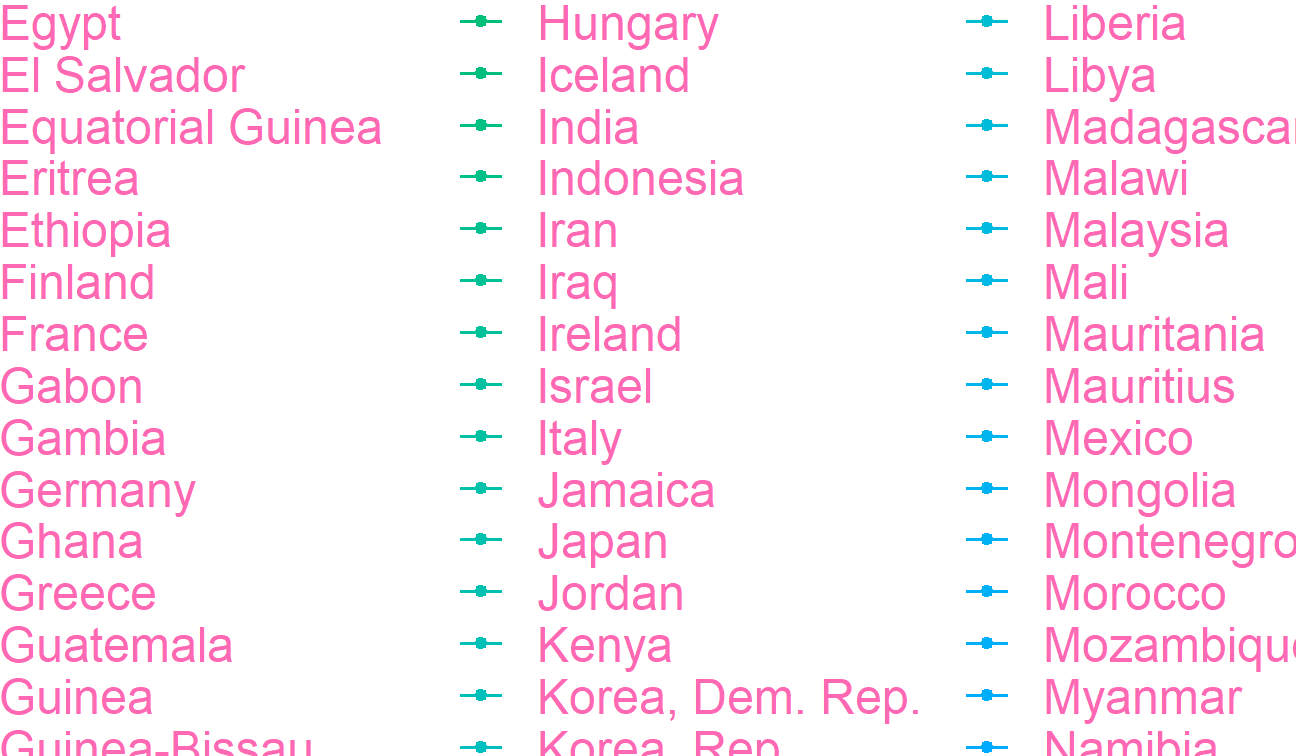 Egypt
El Salvador
Equatorial Guinea
Eritrea
Ethiopia
Finland
France
Gabon
Gambia
Germany
Ghana
Greece
Guatemala
Guinea
Guinea-Bissau
Hungary
Iceland
India
Indonesia
Iran
Iraq
Ireland
Israel
Italy
Jamaica
Japan
Jordan
Kenya
Korea, Dem. Rep.
Korea, Rep.
Liberia
Libya
Madagascar
Malawi
Malaysia
Mali
Mauritania
Mauritius
Mexico
Mongolia
Montenegro
Morocco
Mozambique
Myanmar
Namibia